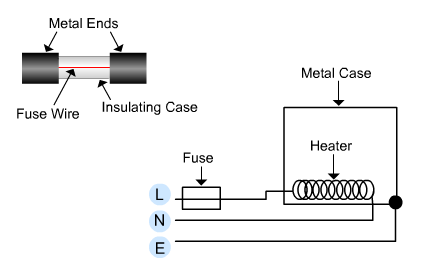 Metal Ends
Fuse Wire
Insulating Case
Metal Case
Heater
Fuse
L
N
E